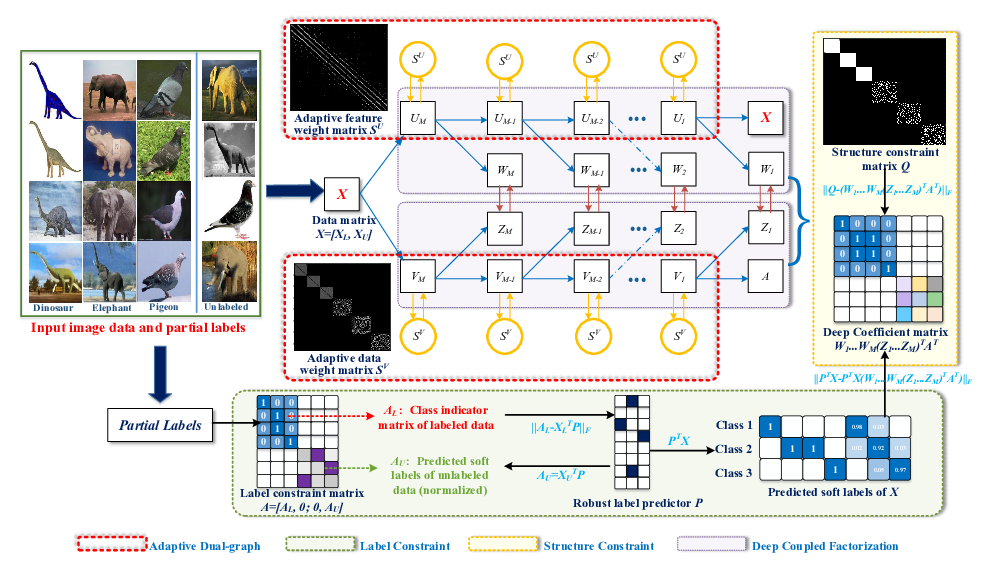 Dinosaur
Elephant
Pigeon
Unlabeled
Input image data and partial labels
Adaptive feature
weight matrix S^U
S^U
S^U
S^U
S^U
U_M
U_{M-1}
U_{M-2}
•••
U_1
X
W_M
W_{M-1}
•••
W_2
W_1
X
Data matrix
X=[X_L, X_U]
Z_M
Z_{M-1}
•••
Z_2
Z_1
V_M
V_{M-1}
V_{M-2}
•••
V_1
A
S^V
S^V
S^V
S^V
Adaptive data
weight matrix S^V
Structure constraint
matrix Q
||Q-(W_1...W_M(Z_1...Z_M)^TA^T)||_F
1 0 0 0
0 1 1 0
0 1 1 0
0 0 0 1
Deep Coefficient matrix
W_1...W_M(Z_1...Z_M)^TA^T
||P^TX-P^TX(W_1...W_M(Z_1...Z_M)^TA^T)||_F
Partial Labels
1 0 0
0 1 0
0 1 0
0 0 1
Label constraint matrix
A=[A_L, 0; 0, A_U]
A_L: Class indicator
matrix of labeled data
A_U: Predicted soft
labels of unlabeled
data (normalized)
||A_L-X_L^TP||_F
A_U=X_U^TP
Robust label predictor P
P^TX
Class 1
Class 2
Class 3
1 0.98
1 1 0.92
1 0.97
Predicted soft labels of X
Adaptive Dual-graph
Label Constraint
Structure Constraint
Deep Coupled Factorization